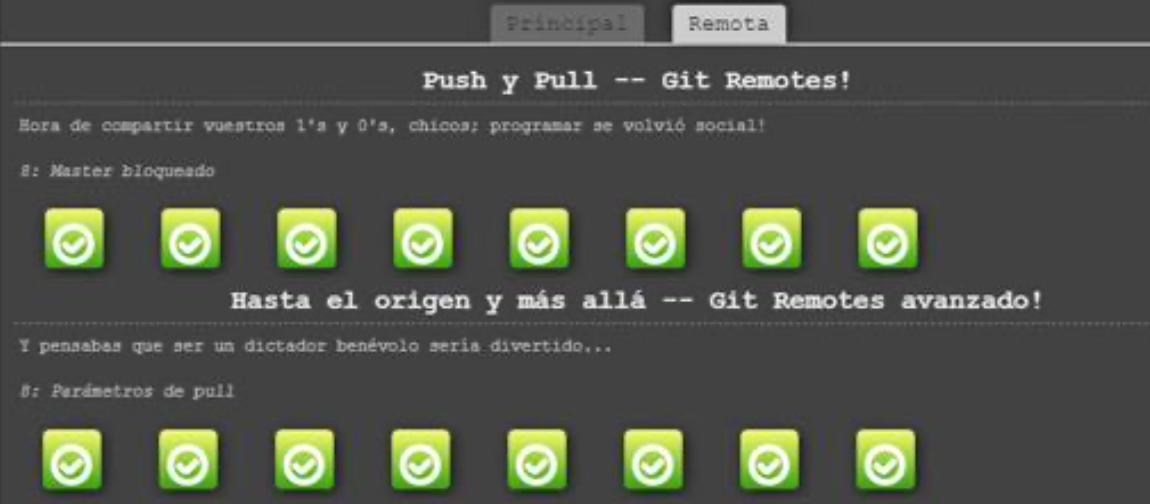 Principal Remota
Push y Pull -- Git Remotes!
Hora de compartir vuestros 1's y 0's, chicos; programar se volvió social!
8: Master bloqueado
Hasta el origen y más allá -- Git Remotes avanzado!
Y pensabas que ser un dictador benévolo sería divertido...
8: Parámetros de pull